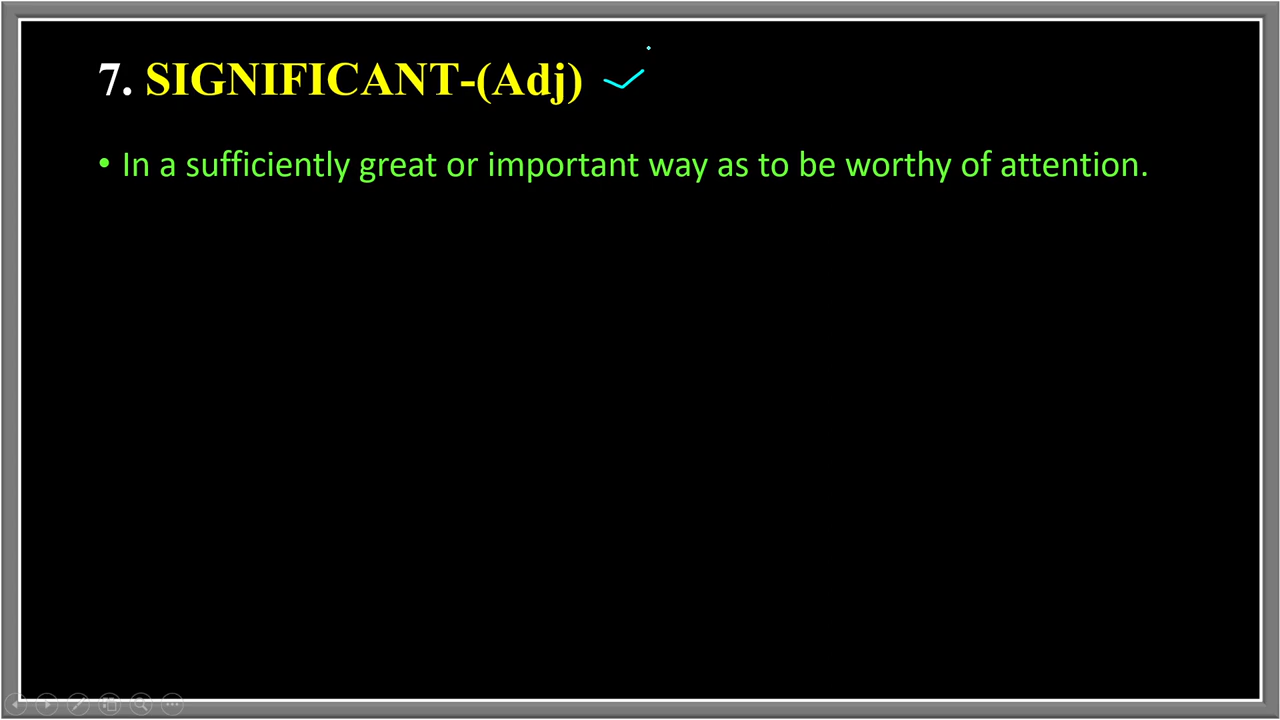 7. SIGNIFICANT-(Adj)
• In a sufficiently great or important way as to be worthy of attention.